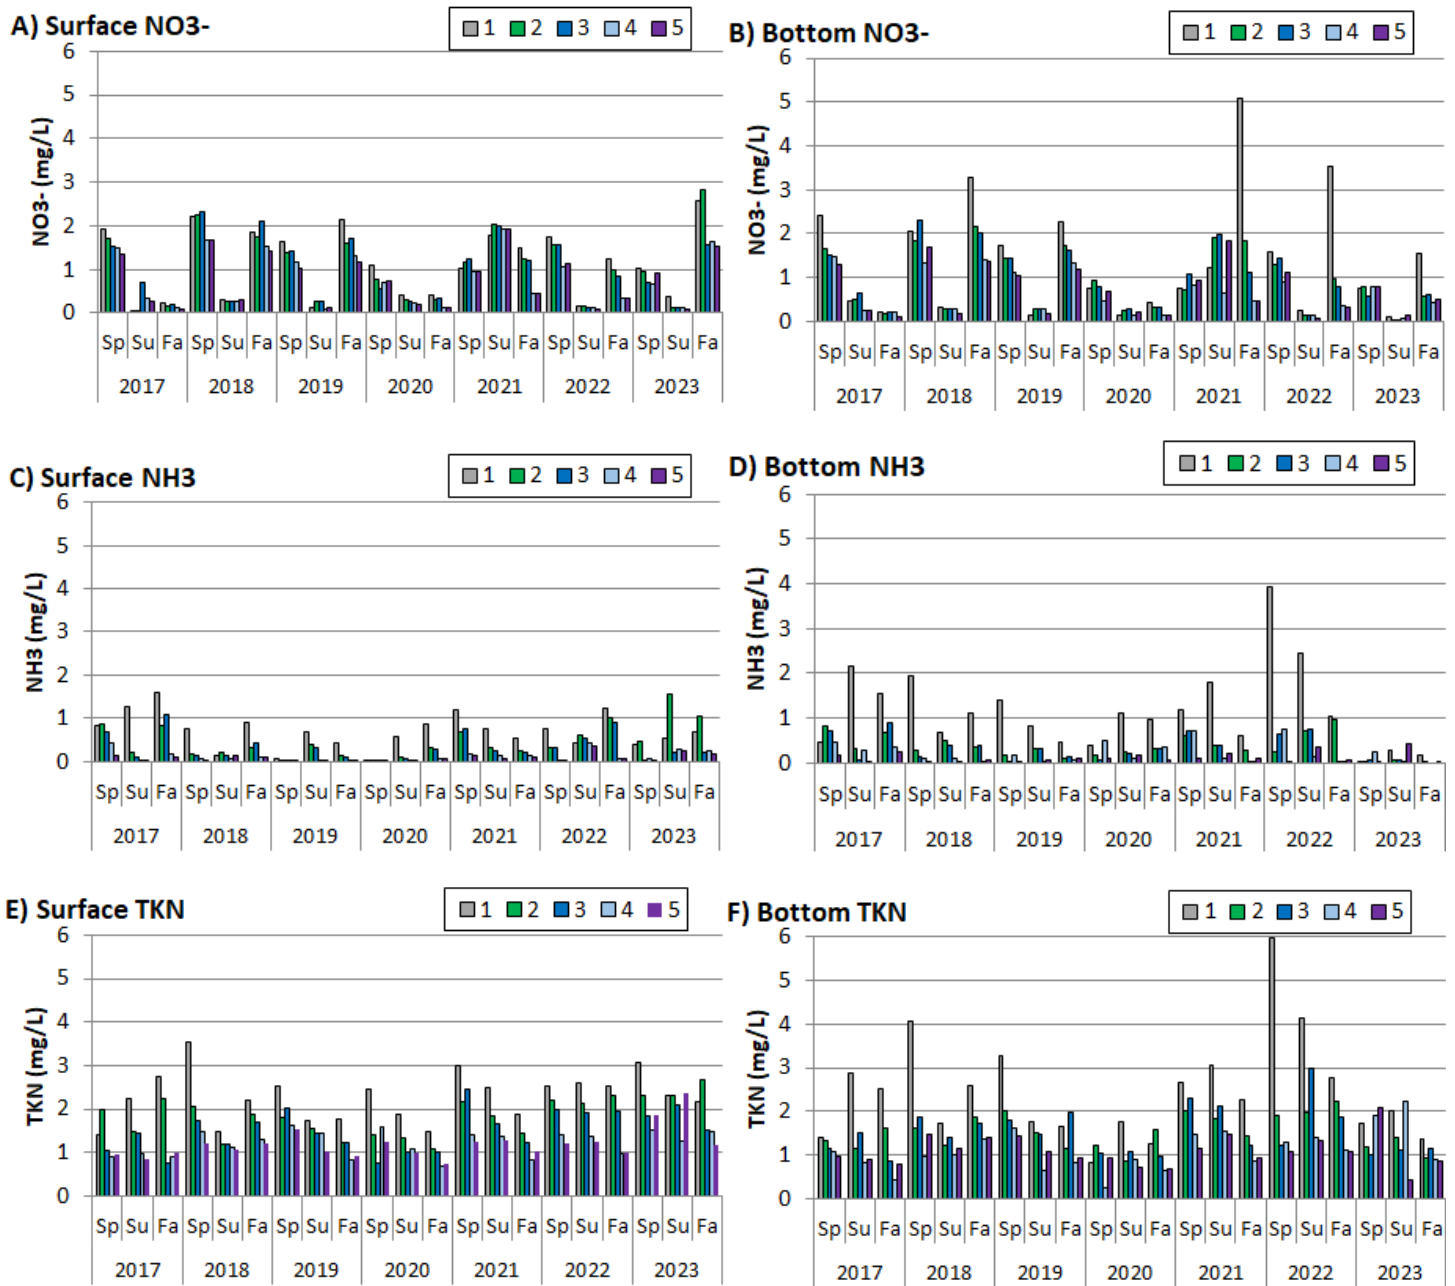 A) Surface NO3-
1 2 3 4 5
NO3- (mg/L)
6
5
4
3
2
1
0
Sp Su Fa Sp Su Fa Sp Su Fa Sp Su Fa Sp Su Fa Sp Su Fa Sp Su Fa
2017 2018 2019 2020 2021 2022 2023
B) Bottom NO3-
1 2 3 4 5
NO3- (mg/L)
6
5
4
3
2
1
0
Sp Su Fa Sp Su Fa Sp Su Fa Sp Su Fa Sp Su Fa Sp Su Fa Sp Su Fa
2017 2018 2019 2020 2021 2022 2023
C) Surface NH3
1 2 3 4 5
NH3 (mg/L)
6
5
4
3
2
1
0
Sp Su Fa Sp Su Fa Sp Su Fa Sp Su Fa Sp Su Fa Sp Su Fa Sp Su Fa
2017 2018 2019 2020 2021 2022 2023
D) Bottom NH3
1 2 3 4 5
NH3 (mg/L)
6
5
4
3
2
1
0
Sp Su Fa Sp Su Fa Sp Su Fa Sp Su Fa Sp Su Fa Sp Su Fa Sp Su Fa
2017 2018 2019 2020 2021 2022 2023
E) Surface TKN
1 2 3 4 5
TKN (mg/L)
6
5
4
3
2
1
0
Sp Su Fa Sp Su Fa Sp Su Fa Sp Su Fa Sp Su Fa Sp Su Fa Sp Su Fa
2017 2018 2019 2020 2021 2022 2023
F) Bottom TKN
1 2 3 4 5
TKN (mg/L)
6
5
4
3
2
1
0
Sp Su Fa Sp Su Fa Sp Su Fa Sp Su Fa Sp Su Fa Sp Su Fa Sp Su Fa
2017 2018 2019 2020 2021 2022 2023